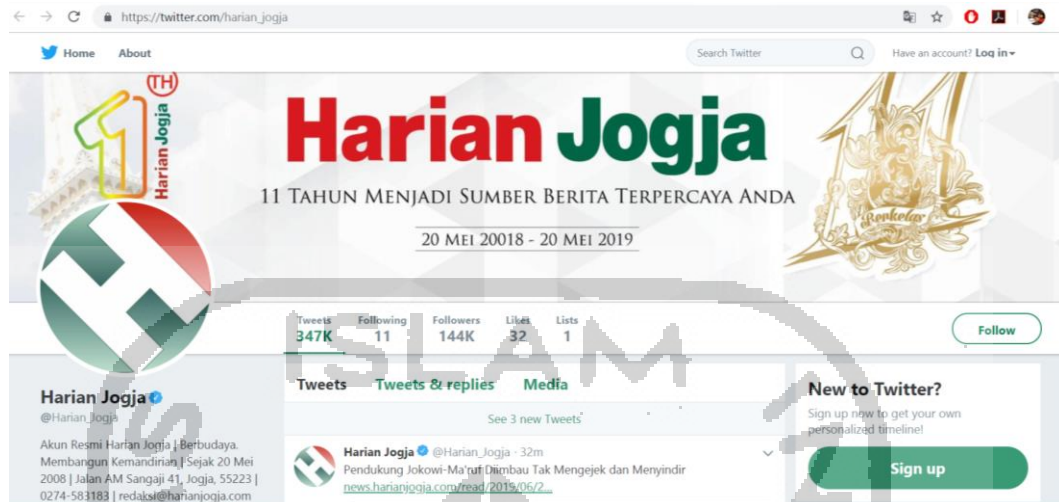 https://twitter.com/harian_jogja
Home About Search Twitter Have an account? Log in
1 TH Harian Jogja
Harian Jogja
11 TAHUN MENJADI SUMBER BERITA TERPERCAYA ANDA
20 MEI 20018 - 20 MEI 2019
11
Berkelas
Tweets Following Followers Likes Lists
347K 11 144K 32 1
Follow
Harian Jogja
@Harian_Jogja
Akun Resmi Harian Jogja | Berbudaya.
Membangun Kemandirian | Sejak 20 Mei
2008 | Jalan AM Sangaji 41, Jogja, 55223 |
0274-583183 | redaksi@harianjogja.com
Tweets Tweets & replies Media
See 3 new Tweets
Harian Jogja @Harian_Jogja · 32m
Pendukung Jokowi-Ma'ruf Diimbau Tak Mengejek dan Menyindir
news.harianjogja.com/read/2019/06/2...
New to Twitter?
Sign up now to get your own
personalized timeline!
Sign up
ISLAM